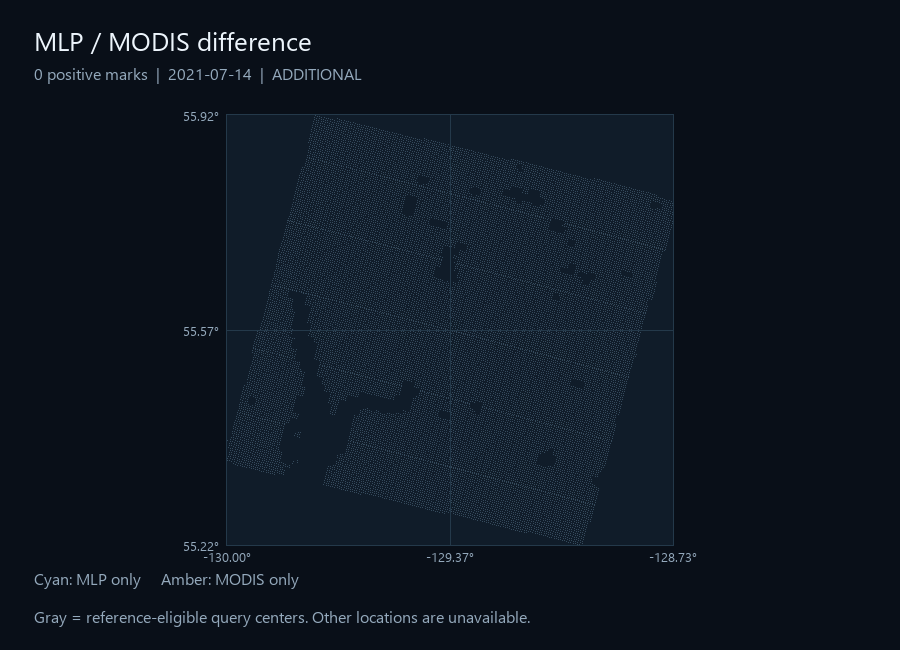 MLP / MODIS difference
0 positive marks | 2021-07-14 | ADDITIONAL
55.92°
55.57°
55.22°
-130.00° -129.37° -128.73°
Cyan: MLP only Amber: MODIS only
Gray = reference-eligible query centers. Other locations are unavailable.